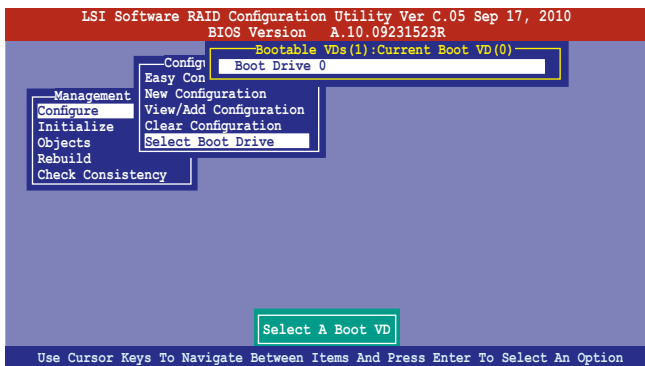 LSI Software RAID Configuration Utility Ver C.05 Sep 17, 2010
BIOS Version A.10.09231523R
Bootable VDs(1):Current Boot VD(0)
Boot Drive 0
Configu
Easy Con
New Configuration
View/Add Configuration
Clear Configuration
Select Boot Drive
Management
Configure
Initialize
Objects
Rebuild
Check Consistency
Select A Boot VD
Use Cursor Keys To Navigate Between Items And Press Enter To Select An Option